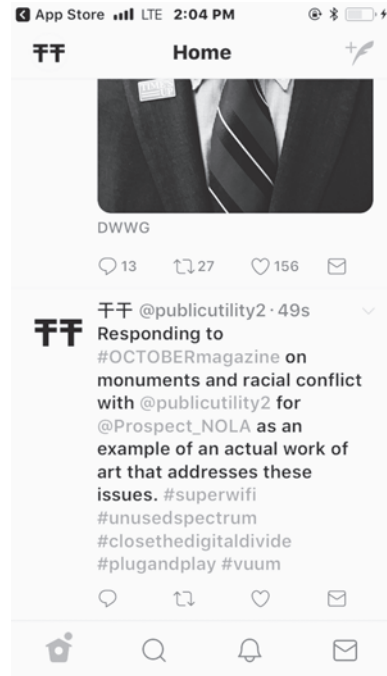 App Store LTE 2:04 PM
干干 Home
DWWG
13 27 156
干干 @publicutility2 · 49s
干干
Responding to
#OCTOBERmagazine on
monuments and racial conflict
with @publicutility2 for
@Prospect_NOLA as an
example of an actual work of
art that addresses these
issues. #superwifi
#unusedspectrum
#closethedigitaldivide
#plugandplay #vuum